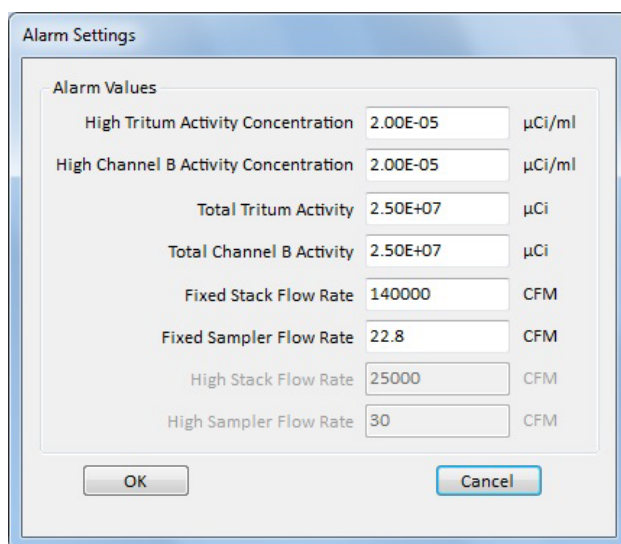 Alarm Settings
Alarm Values
High Tritum Activity Concentration 2.00E-05 µCi/ml
High Channel B Activity Concentration 2.00E-05 µCi/ml
Total Tritum Activity 2.50E+07 µCi
Total Channel B Activity 2.50E+07 µCi
Fixed Stack Flow Rate 140000 CFM
Fixed Sampler Flow Rate 22.8 CFM
High Stack Flow Rate 25000 CFM
High Sampler Flow Rate 30 CFM
OK Cancel